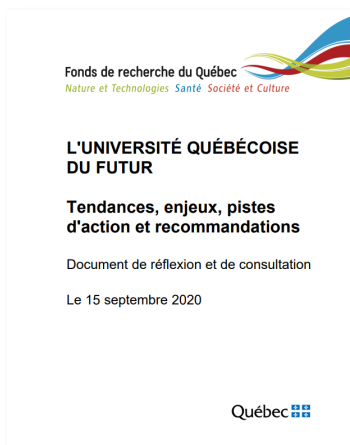 Fonds de recherche du Québec
Nature et Technologies Santé Société et Culture
L'UNIVERSITÉ QUÉBÉCOISE
DU FUTUR
Tendances, enjeux, pistes
d'action et recommandations
Document de réflexion et de consultation
Le 15 septembre 2020
Québec